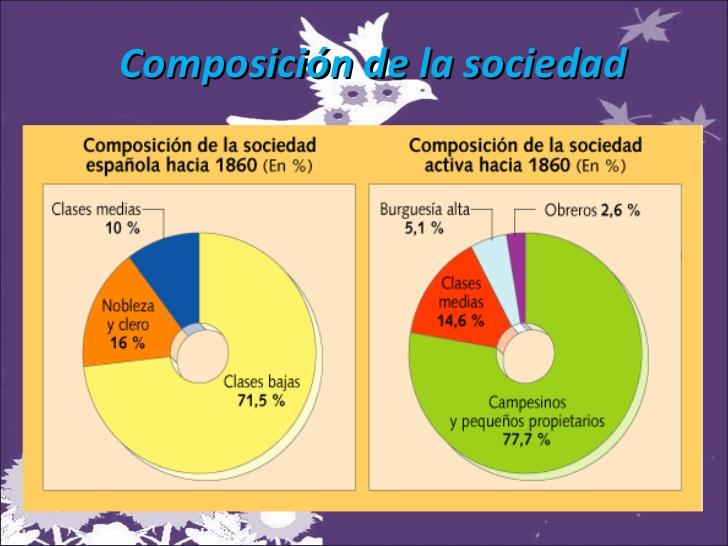 Composición de la sociedad
Composición de la sociedad
española hacia 1860 (En %)
Clases medias
10 %
Nobleza
y clero
16 %
Clases bajas
71,5 %
Composición de la sociedad
activa hacia 1860 (En %)
Burguesía alta
5,1 %
Obreros 2,6 %
Clases
medias
14,6 %
Campesinos
y pequeños propietarios
77,7 %